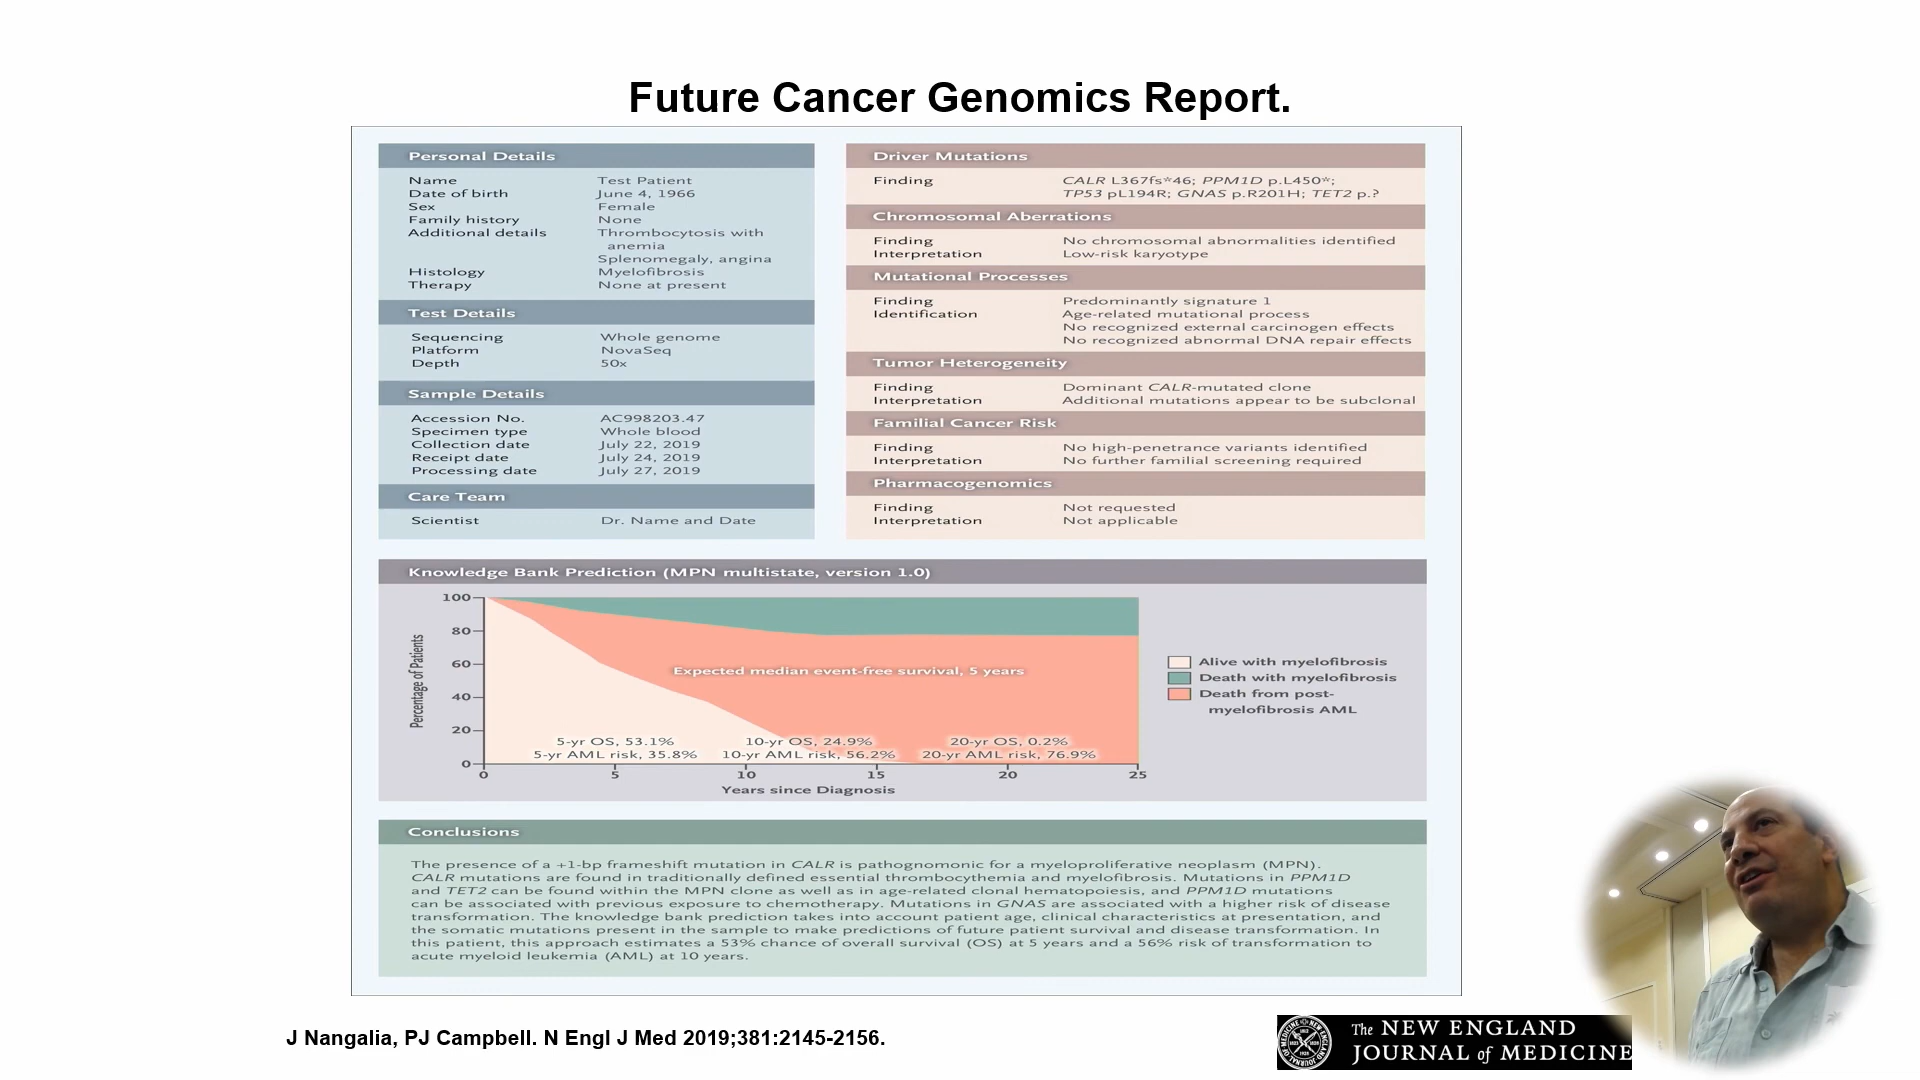 Future Cancer Genomics Report.
Personal Details
Name Test Patient
Date of birth June 4, 1966
Sex Female
Family history None
Additional details Thrombocytosis with
anemia
Splenomegaly, angina
Histology Myelofibrosis
Therapy None at present
Test Details
Sequencing Whole genome
Platform NovaSeq
Depth 50x
Sample Details
Accession No. AC998203.47
Specimen type Whole blood
Collection date July 22, 2019
Receipt date July 24, 2019
Processing date July 27, 2019
Care Team
Scientist Dr. Name and Date
Driver Mutations
Finding CALR L367fs*46; PPM1D p.L450*;
TP53 pL194R; GNAS p.R201H; TET2 p.?
Chromosomal Aberrations
Finding No chromosomal abnormalities identified
Interpretation Low-risk karyotype
Mutational Processes
Finding Predominantly signature 1
Identification Age-related mutational process
No recognized external carcinogen effects
No recognized abnormal DNA repair effects
Tumor Heterogeneity
Finding Dominant CALR-mutated clone
Interpretation Additional mutations appear to be subclonal
Familial Cancer Risk
Finding No high-penetrance variants identified
Interpretation No further familial screening required
Pharmacogenomics
Finding Not requested
Interpretation Not applicable
Knowledge Bank Prediction (MPN multistate, version 1.0)
Percentage of Patients
100
80
60
40
20
0
Expected median event-free survival, 5 years
5-yr OS, 53.1% 10-yr OS, 24.9% 20-yr OS, 0.2%
5-yr AML risk, 35.8% 10-yr AML risk, 56.2% 20-yr AML risk, 76.9%
0 5 10 15 20 25
Years since Diagnosis
Alive with myelofibrosis
Death with myelofibrosis
Death from post-
myelofibrosis AML
Conclusions
The presence of a +1-bp frameshift mutation in CALR is pathognomonic for a myeloproliferative neoplasm (MPN).
CALR mutations are found in traditionally defined essential thrombocythemia and myelofibrosis. Mutations in PPM1D
and TET2 can be found within the MPN clone as well as in age-related clonal hematopoiesis, and PPM1D mutations
can be associated with previous exposure to chemotherapy. Mutations in GNAS are associated with a higher risk of disease
transformation. The knowledge bank prediction takes into account patient age, clinical characteristics at presentation, and
the somatic mutations present in the sample to make predictions of future patient survival and disease transformation. In
this patient, this approach estimates a 53% chance of overall survival (OS) at 5 years and a 56% risk of transformation to
acute myeloid leukemia (AML) at 10 years.
J Nangalia, PJ Campbell. N Engl J Med 2019;381:2145-2156.
The NEW ENGLAND
JOURNAL of MEDICINE